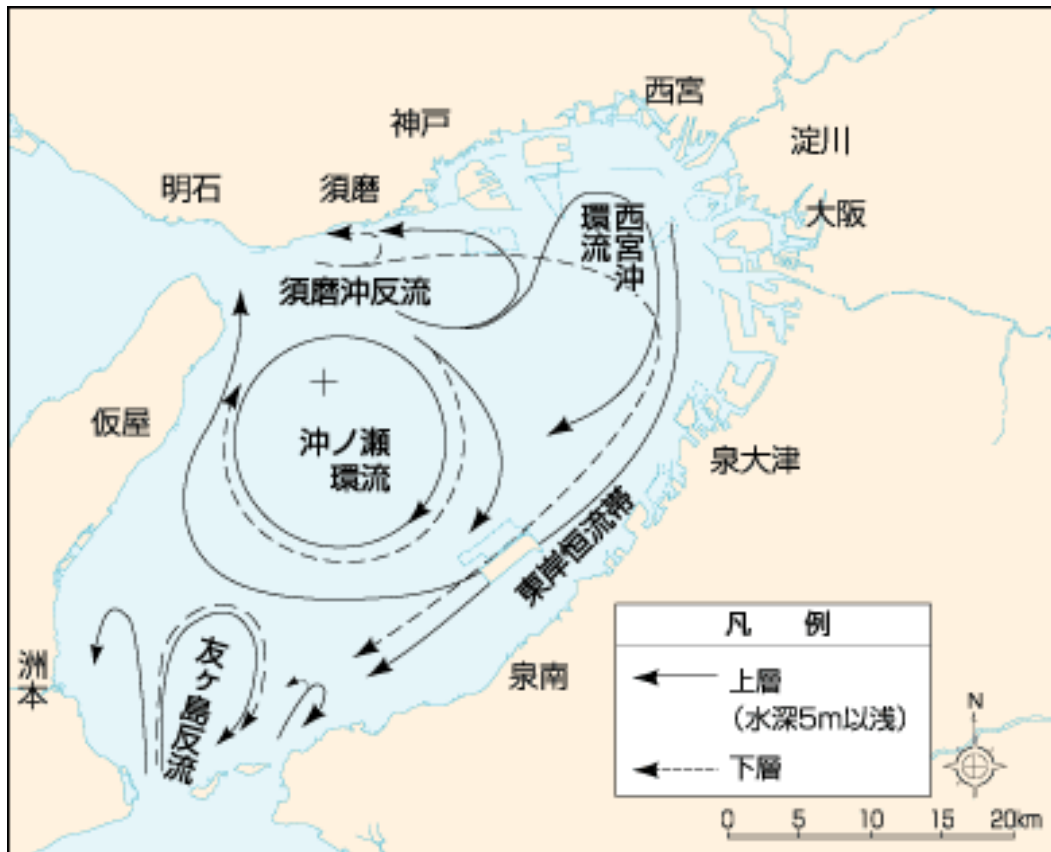 西宮
神戸
淀川
明石
須磨
大阪
西宮沖
環流
須磨沖反流
仮屋
沖ノ瀬
環流
泉大津
東岸恒流帯
洲本
友ヶ島反流
泉南
凡 例
上層
（水深5m以浅）
下層
N
0 5 10 15 20km